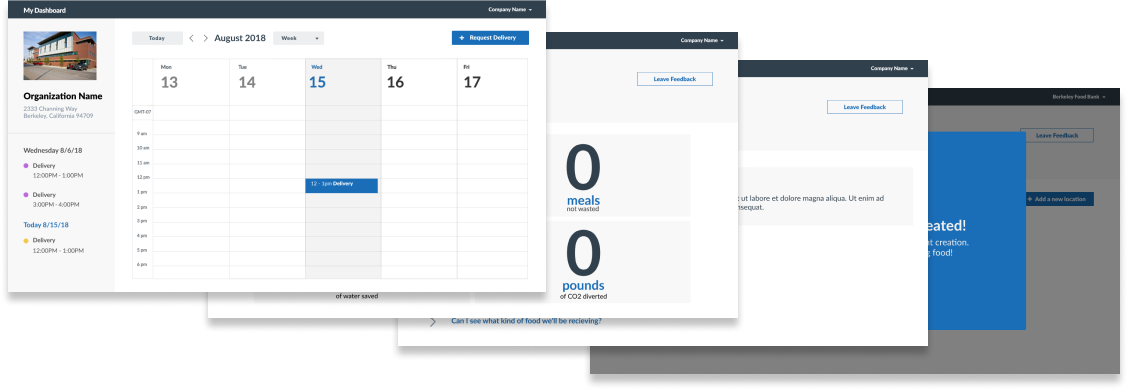 My Dashboard
Company Name
Organization Name
2333 Channing Way
Berkeley, California 94709
Wednesday 8/6/18
Delivery
12:00PM - 1:00PM
Delivery
3:00PM - 4:00PM
Today 8/15/18
Delivery
12:00PM - 1:00PM
Today
August 2018
Week
+ Request Delivery
Mon
13
Tue
14
Wed
15
Thu
16
Fri
17
GMT-07
9 am
10 am
11 am
12 pm
1 pm
2 pm
3 pm
4 pm
5 pm
6 pm
12 - 1pm Delivery
Company Name
Leave Feedback
0
meals
not wasted
0
pounds
of CO2 diverted
of water saved
Company Name
Leave Feedback
ut labore et dolore magna aliqua. Ut enim ad
nsequat.
Can I see what kind of food we'll be recieving?
Berkeley Food Bank
Leave Feedback
+ Add a new location
eated!
nt creation.
g food!